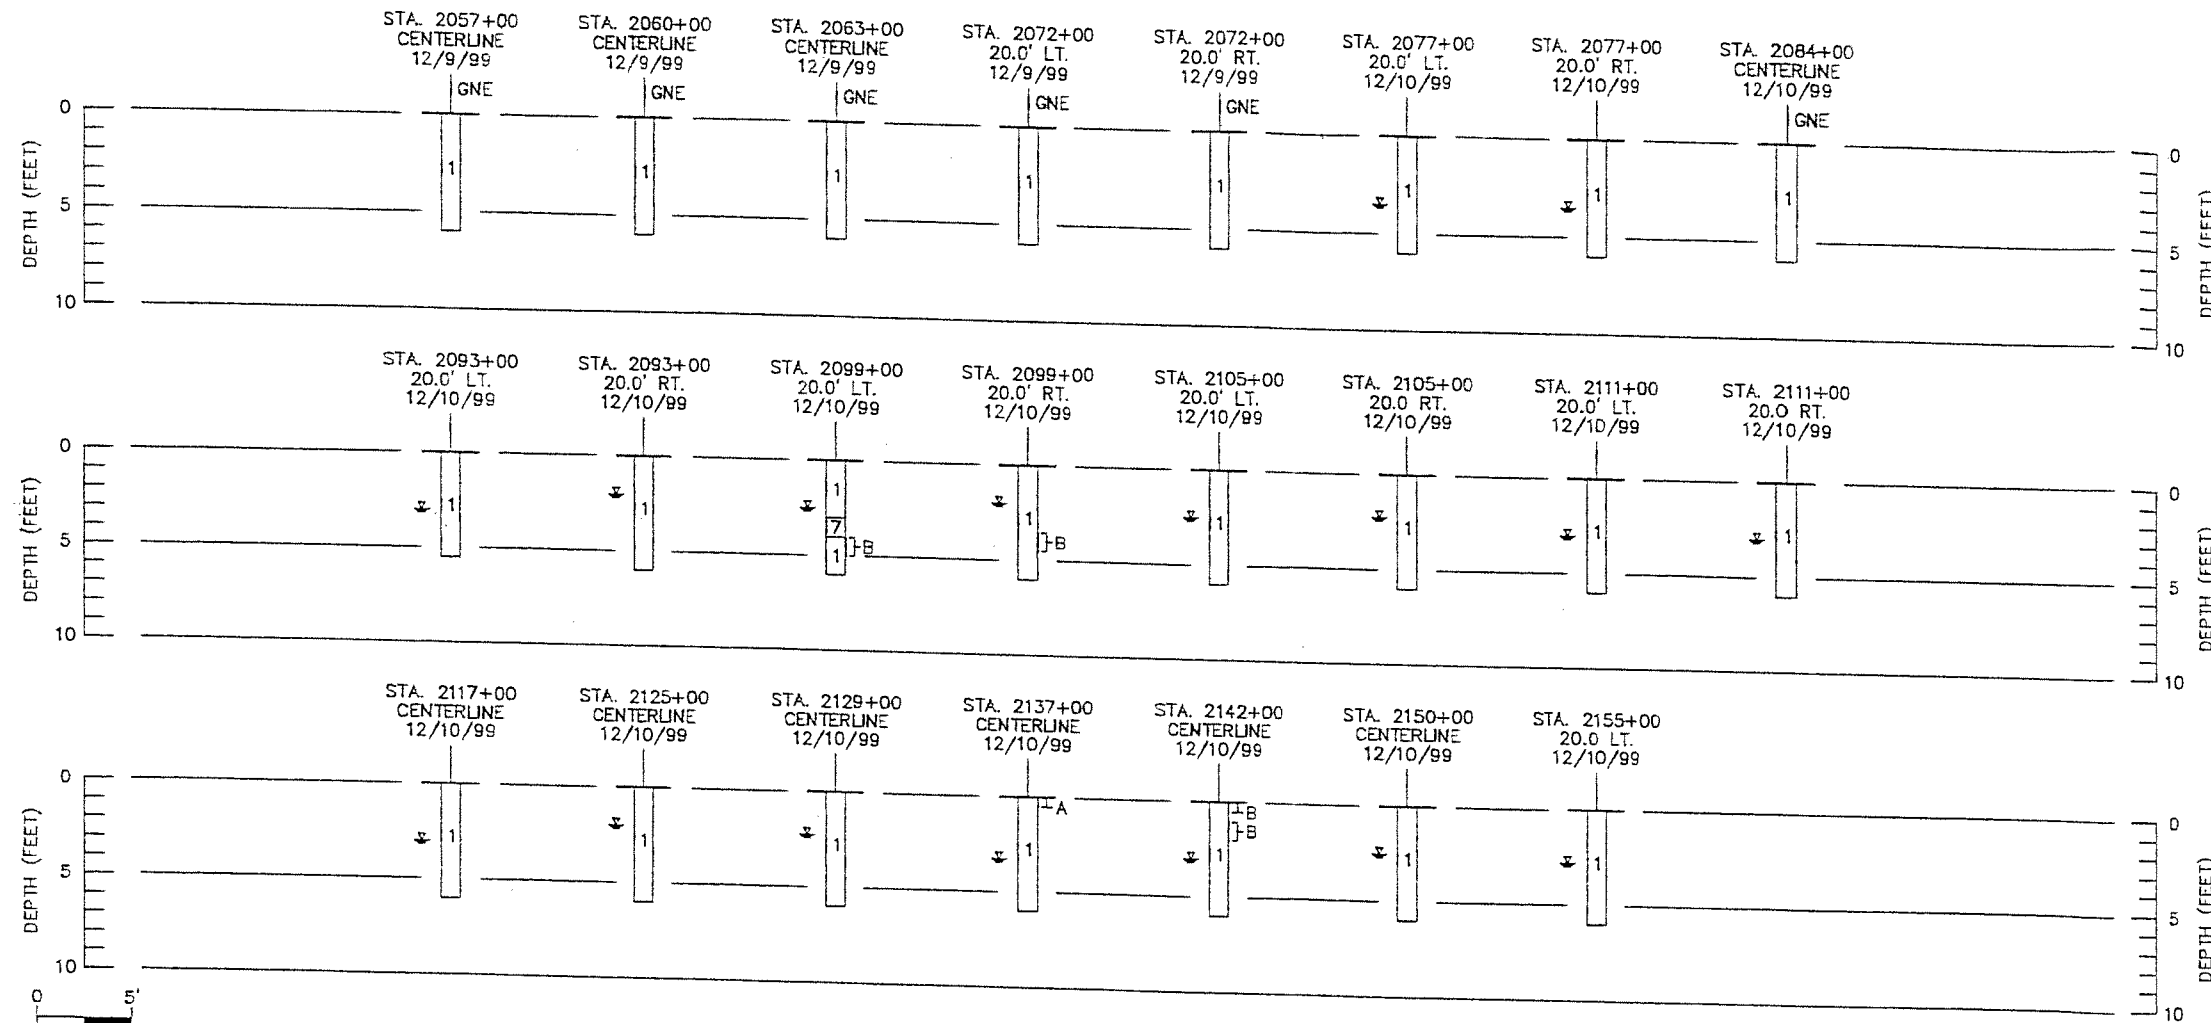 STA. 2057+00
CENTERLINE
12/9/99
GNE
STA. 2060+00
CENTERLINE
12/9/99
GNE
STA. 2063+00
CENTERLINE
12/9/99
GNE
STA. 2072+00
20.0' LT.
12/9/99
GNE
STA. 2072+00
20.0' RT.
12/9/99
GNE
STA. 2077+00
20.0' LT.
12/10/99
STA. 2077+00
20.0' RT.
12/10/99
STA. 2084+00
CENTERLINE
12/10/99
GNE
DEPTH (FEET)
0
5
10
1
1
1
1
1
1
1
1
0
5
10
DEPTH (FEET)
STA. 2093+00
20.0' LT.
12/10/99
STA. 2093+00
20.0' RT.
12/10/99
STA. 2099+00
20.0' LT.
12/10/99
STA. 2099+00
20.0' RT.
12/10/99
STA. 2105+00
20.0' LT.
12/10/99
STA. 2105+00
20.0 RT.
12/10/99
STA. 2111+00
20.0' LT.
12/10/99
STA. 2111+00
20.0 RT.
12/10/99
DEPTH (FEET)
0
5
10
1
1
1
7
1
B
1
B
1
1
1
1
0
5
10
DEPTH (FEET)
STA. 2117+00
CENTERLINE
12/10/99
STA. 2125+00
CENTERLINE
12/10/99
STA. 2129+00
CENTERLINE
12/10/99
STA. 2137+00
CENTERLINE
12/10/99
STA. 2142+00
CENTERLINE
12/10/99
STA. 2150+00
CENTERLINE
12/10/99
STA. 2155+00
20.0 LT.
12/10/99
DEPTH (FEET)
0
5
10
1
1
1
1
A
1
B
B
1
1
0
5
10
DEPTH (FEET)
0 5'